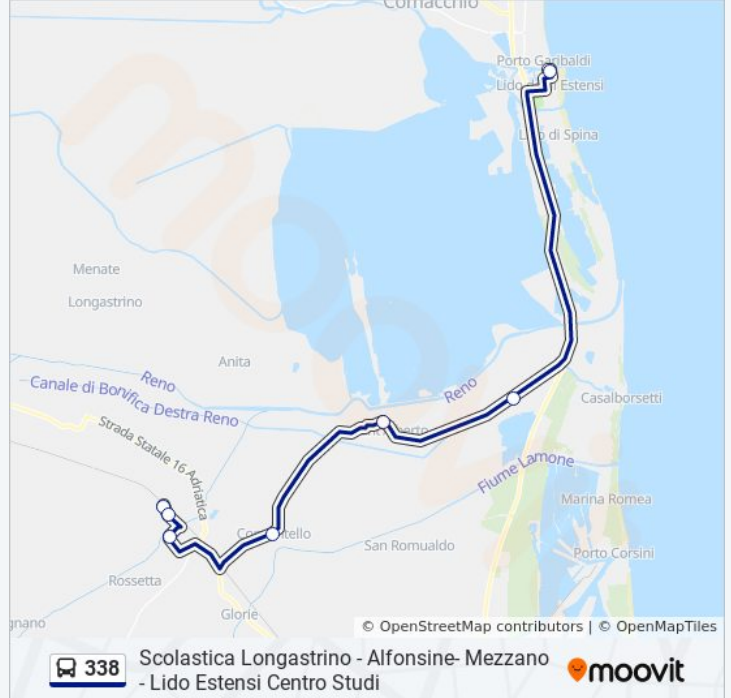 Comacchio
Porto Garibaldi
Estensi
Lido di Spina
Menate
Longastrino
Anita
Reno
Canale di Bonifica Destra Reno
Reno
Casalborsetti
Strada Statale 16 Adriatica
Fiume Lamone
Marina Romea
San Romualdo
Porto Corsini
Rossetta
Glorie
© OpenStreetMap contributors | © OpenMapTiles
338
Scolastica Longastrino - Alfonsine- Mezzano
- Lido Estensi Centro Studi
moovit